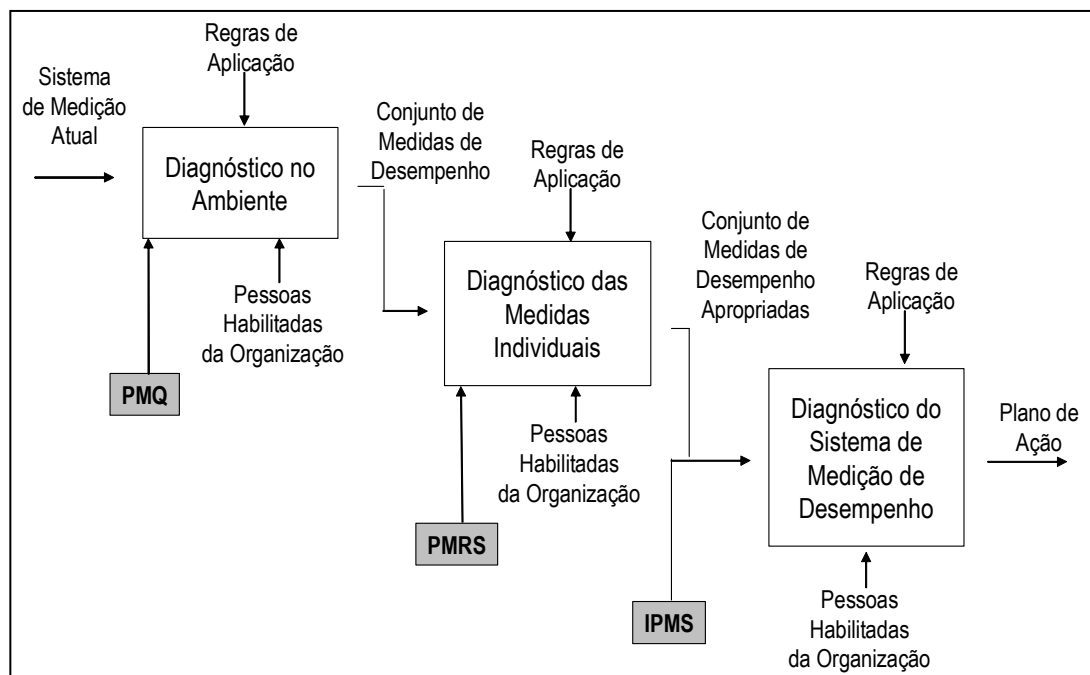 Regras de
Aplicação
Sistema
de Medição
Atual
Conjunto de
Medidas de
Desempenho
Diagnóstico no
Ambiente
Regras de
Aplicação
Conjunto de
Medidas de
Desempenho
Apropriadas
Diagnóstico das
Medidas
Individuais
Regras de
Aplicação
Pessoas
Habilitadas
da Organização
PMQ
Diagnóstico do
Sistema de
Medição de
Desempenho
Plano de
Ação
Pessoas
Habilitadas
da Organização
PMRS
IPMS
Pessoas
Habilitadas
da Organização